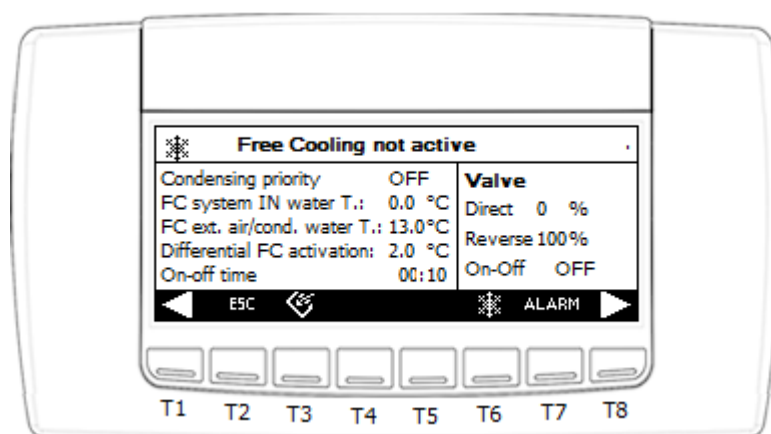 Free Cooling not active
Condensing priority OFF
FC system IN water T.: 0.0 °C
FC ext. air/cond. water T.: 13.0°C
Differential FC activation: 2.0 °C
On-off time 00:10
Valve
Direct 0 %
Reverse 100%
On-Off OFF
ESC ALARM
T1 T2 T3 T4 T5 T6 T7 T8